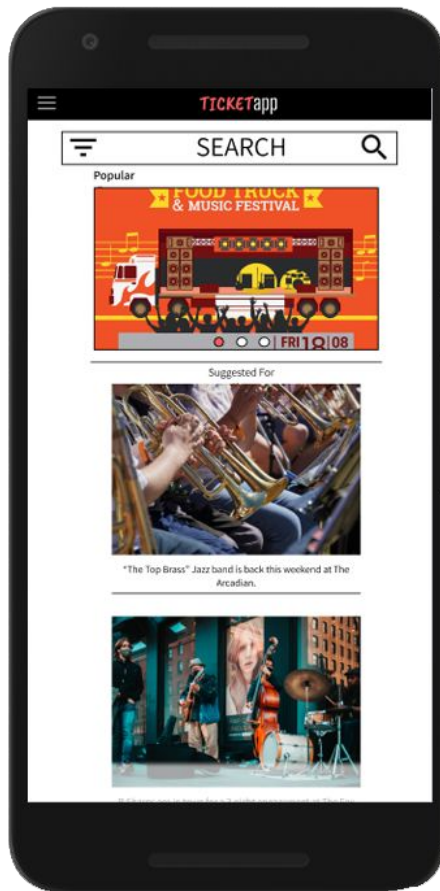 TICKETapp
SEARCH
Popular
FOOD TRUCK
& MUSIC FESTIVAL
FRI 18 08
Suggested For
"The Top Brass" Jazz band is back this weekend at The
Arcadian.